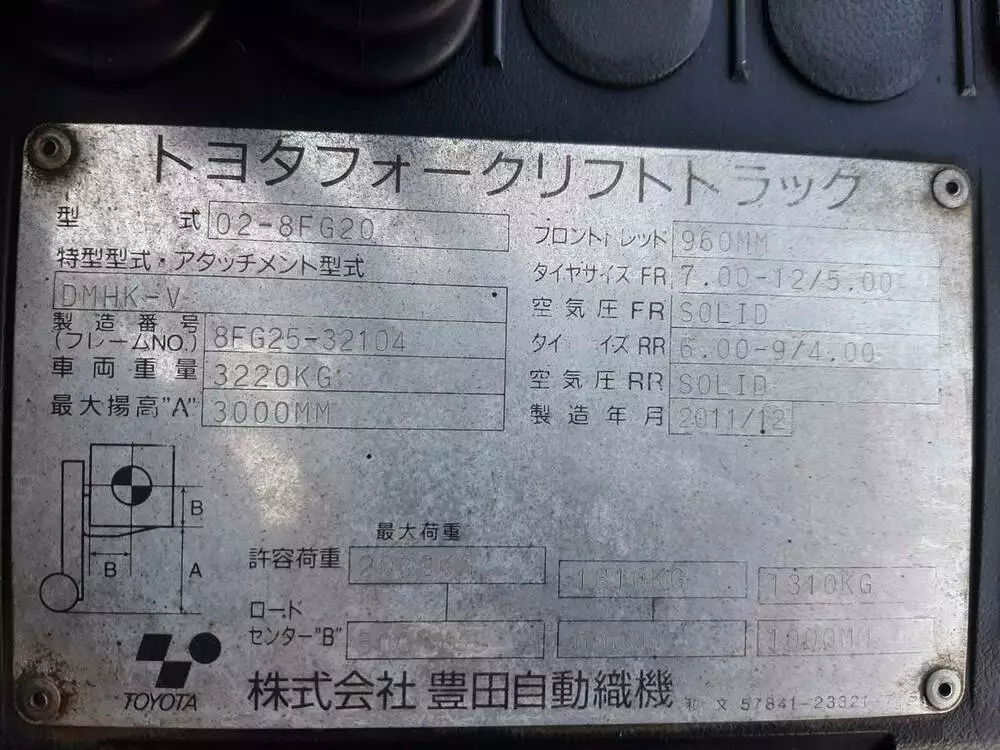 トヨタフォークリフトトラック
型式 02-8FG20
特型型式・アタッチメント型式
DMHK-V
製造番号
(フレームNO.) 8FG25-32104
車両重量 3220KG
最大揚高"A" 3000MM
フロント レッド 960MM
タイヤサイズ FR 7.00-12/5.00
空気圧 FR SOLID
タイ イズ RR 6.00-9/4.00
空気圧 RR SOLID
製造年月 2011/12
B
B
A
最大荷重
許容荷重 1810KG 1310KG
ロード
センター"B" 1000MM
TOYOTA
株式会社 豊田自動織機
和文 57841-23321